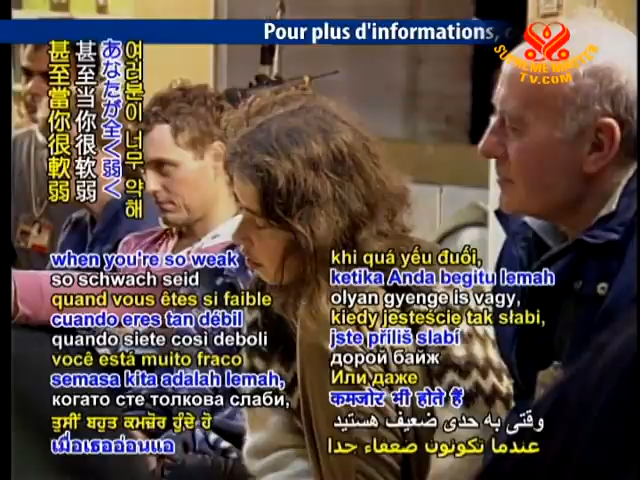 Pour plus d'informations,
SUPREME MASTER
TV.COM
甚至當你很軟弱
甚至当你很软弱
あなたが全く弱く
여러분이 너무 약해
when you're so weak
so schwach seid
quand vous êtes si faible
cuando eres tan débil
quando siete così deboli
você está muito fraco
semasa kita adalah lemah,
когато сте толкова слаби,
ਤੁਸੀਂ ਬਹੁਤ ਕਮਜ਼ੋਰ ਹੁੰਦੇ ਹੋ
เมื่อเธออ่อนแอ
khi quá yếu đuối,
ketika Anda begitu lemah
olyan gyenge is vagy,
kiedy jesteście tak słabi,
jste příliš slabí
дорой байж
Или даже
कमजोर भी होते हैं
وقتی به حدی ضعیف هستید
عندما تكونون ضعفاء جدا